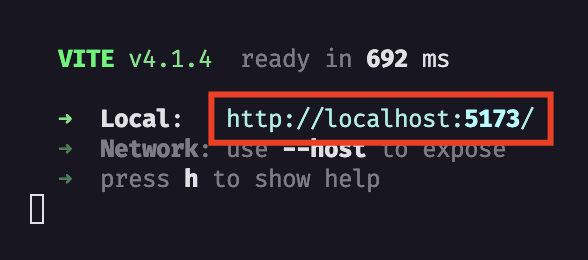 VITE v4.1.4 ready in 692 ms
➜ Local: http://localhost:5173/
➜ Network: use --host to expose
➜ press h to show help